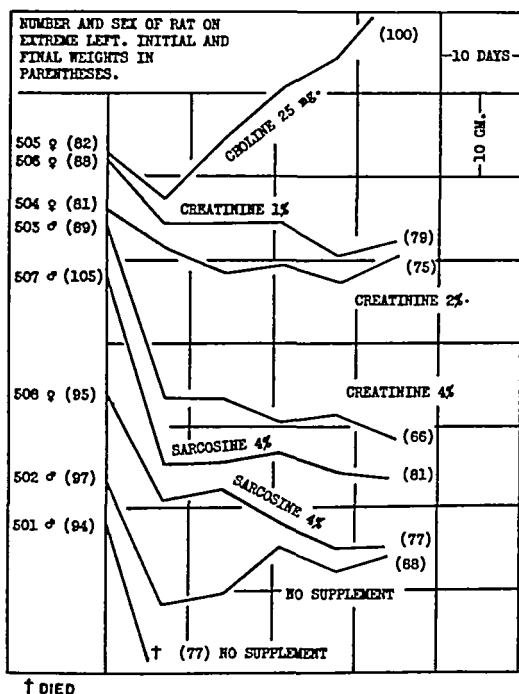 NUMBER AND SEX OF RAT ON
EXTREME LEFT. INITIAL AND
FINAL WEIGHTS IN
PARENTHESES.
(100)
10 DAYS
10 GM.
CHOLINE 25 mg.
505 ♀ (82)
506 ♀ (88)
504 ♀ (81)
CREATININE 1%
503 ♂ (89)
(79)
(75)
507 ♂ (105)
CREATININE 2%.
CREATININE 4%
508 ♀ (95)
(66)
SARCOSINE 4%
(81)
502 ♂ (97)
SARCOSINE 4%
501 ♂ (94)
(77)
(88)
NO SUPPLEMENT
† (77) NO SUPPLEMENT
† DIED